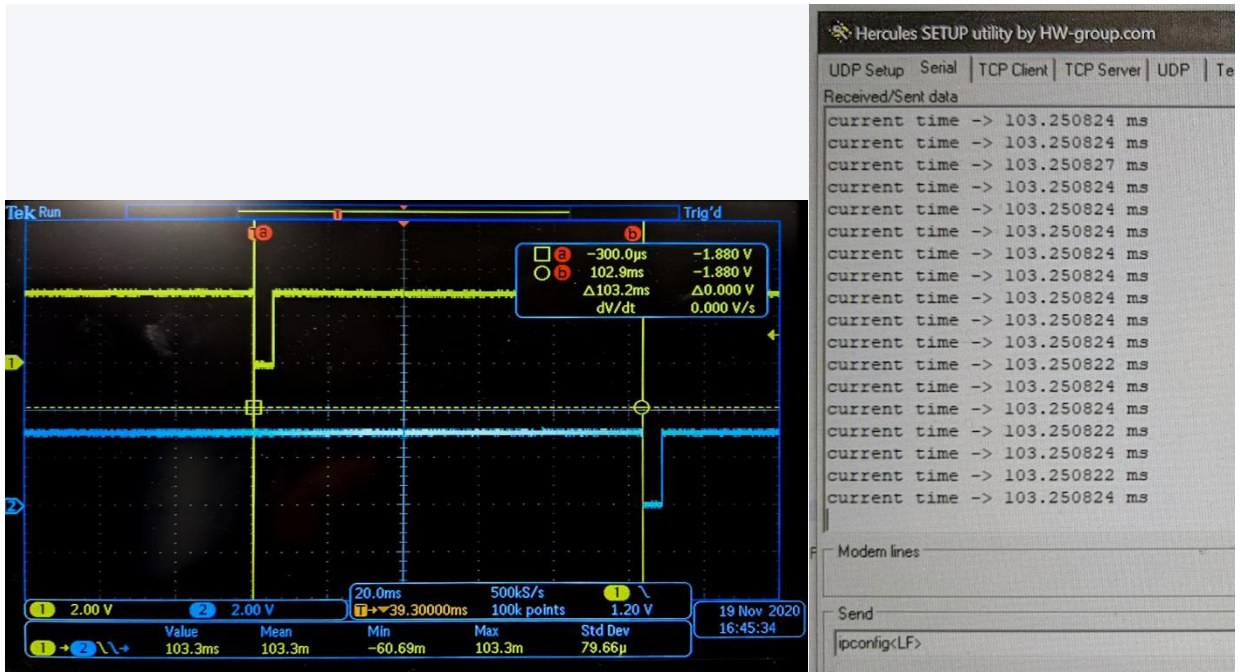 Tek Run
Trig'd
a
b
a -300.0µs -1.880 V
b 102.9ms -1.880 V
Δ103.2ms Δ0.000 V
dV/dt 0.000 V/s
1
2
1 2.00 V 2 2.00 V
20.0ms 500kS/s 1
T→▼39.30000ms 100k points 1.20 V
19 Nov 2020
16:45:34
Value Mean Min Max Std Dev
1 → 2 103.3ms 103.3m -60.69m 103.3m 79.66µ
Hercules SETUP utility by HW-group.com
UDP Setup Serial TCP Client TCP Server UDP Te
Received/Sent data
current time -> 103.250824 ms
current time -> 103.250824 ms
current time -> 103.250827 ms
current time -> 103.250824 ms
current time -> 103.250824 ms
current time -> 103.250824 ms
current time -> 103.250824 ms
current time -> 103.250824 ms
current time -> 103.250824 ms
current time -> 103.250824 ms
current time -> 103.250824 ms
current time -> 103.250822 ms
current time -> 103.250824 ms
current time -> 103.250824 ms
current time -> 103.250822 ms
current time -> 103.250824 ms
current time -> 103.250822 ms
current time -> 103.250824 ms
Modem lines
Send
ipconfig<LF>